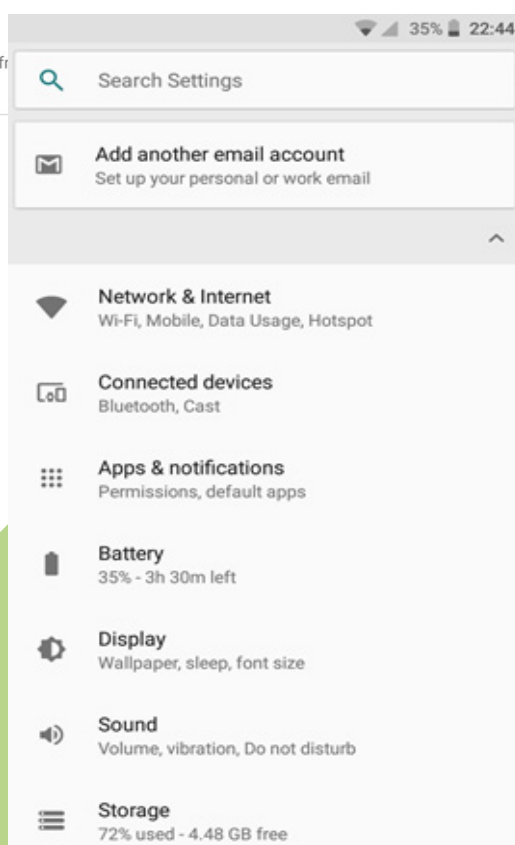 35% 22:44
fr
Search Settings
Add another email account
Set up your personal or work email
Network & Internet
Wi-Fi, Mobile, Data Usage, Hotspot
Connected devices
Bluetooth, Cast
Apps & notifications
Permissions, default apps
Battery
35% - 3h 30m left
Display
Wallpaper, sleep, font size
Sound
Volume, vibration, Do not disturb
Storage
72% used - 4.48 GB free